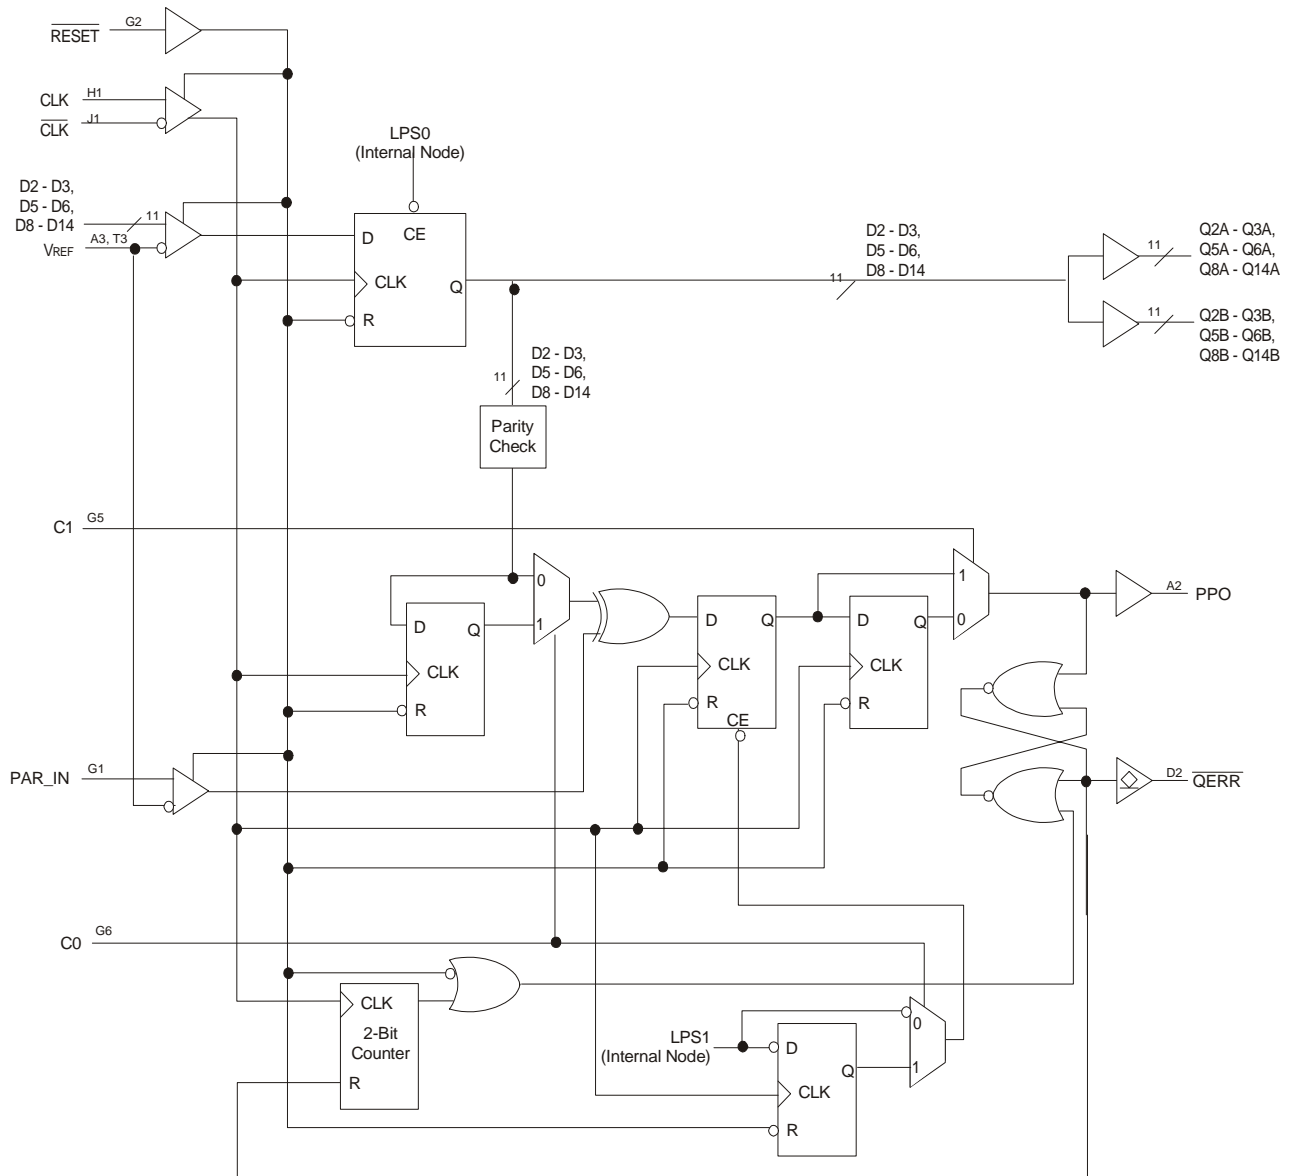 RESET
G2
CLK
H1
CLK
J1
LPS0
(Internal Node)
D2 - D3,
D5 - D6,
D8 - D14
11
VREF
A3, T3
D
CE
CLK
Q
R
D2 - D3,
D5 - D6,
D8 - D14
11
11
Q2A - Q3A,
Q5A - Q6A,
Q8A - Q14A
11
Q2B - Q3B,
Q5B - Q6B,
Q8B - Q14B
D2 - D3,
D5 - D6,
D8 - D14
11
Parity
Check
C1
G5
0
1
D
Q
CLK
R
D
Q
CLK
R
CE
D
Q
CLK
R
1
0
A2
PPO
PAR_IN
G1
D2
QERR
C0
G6
CLK
2-Bit
Counter
R
LPS1
(Internal Node)
D
Q
CLK
R
0
1